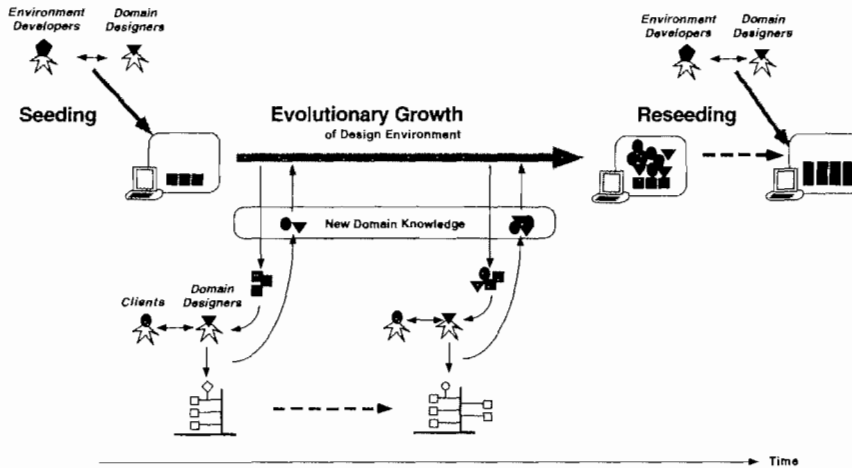 Environment
Developers
Domain
Designers
Environment
Developers
Domain
Designers
Seeding
Evolutionary Growth
of Design Environment
Reseeding
New Domain Knowledge
Clients
Domain
Designers
Time